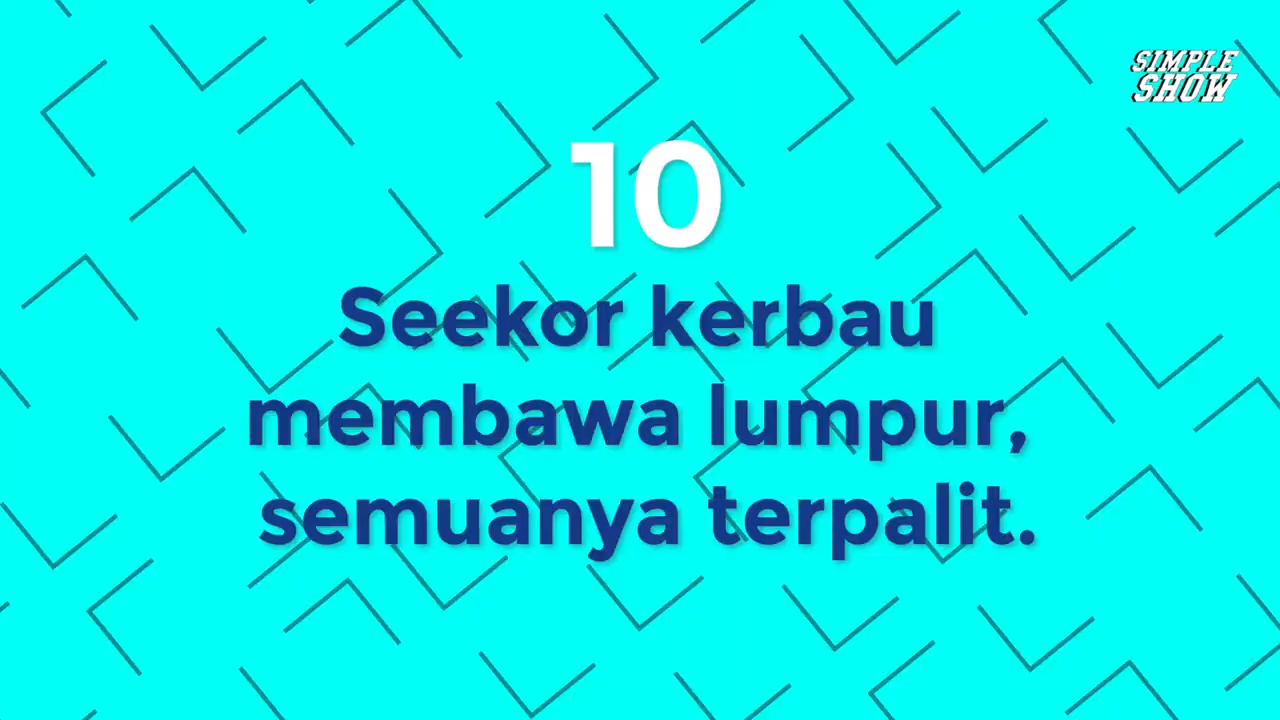 SIMPLE
SHOW
10
Seekor kerbau
membawa lumpur,
semuanya terpalit.